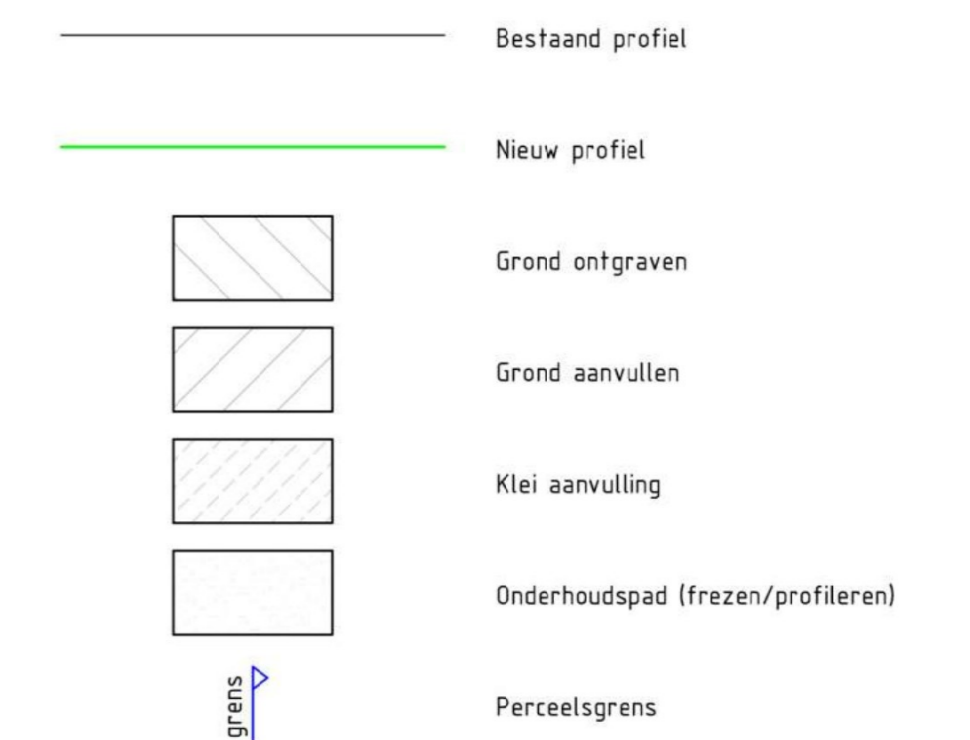 Bestaand profiel
Nieuw profiel
Grond ontgraven
Grond aanvullen
Klei aanvulling
Onderhoudspad (frezen/profileren)
grens
Perceelsgrens